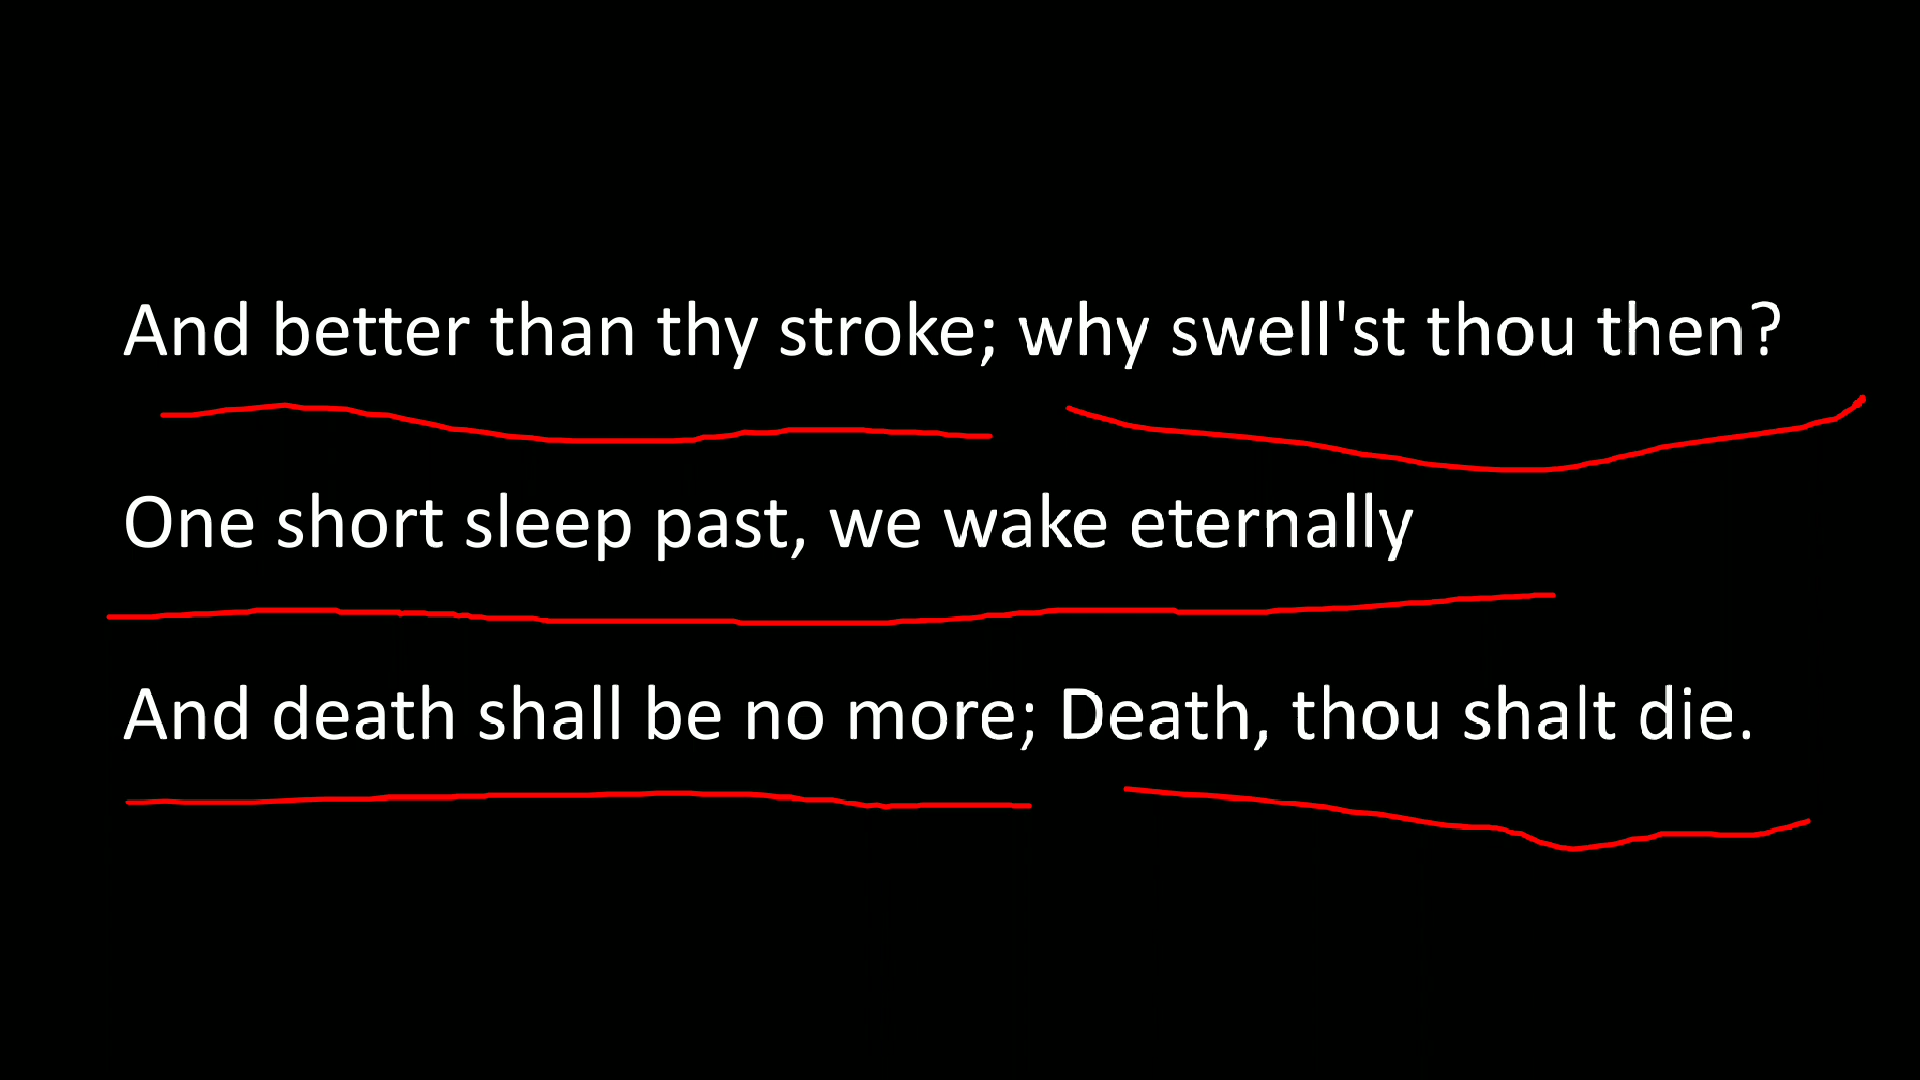 And better than thy stroke; why swell'st thou then?
One short sleep past, we wake eternally
And death shall be no more; Death, thou shalt die.